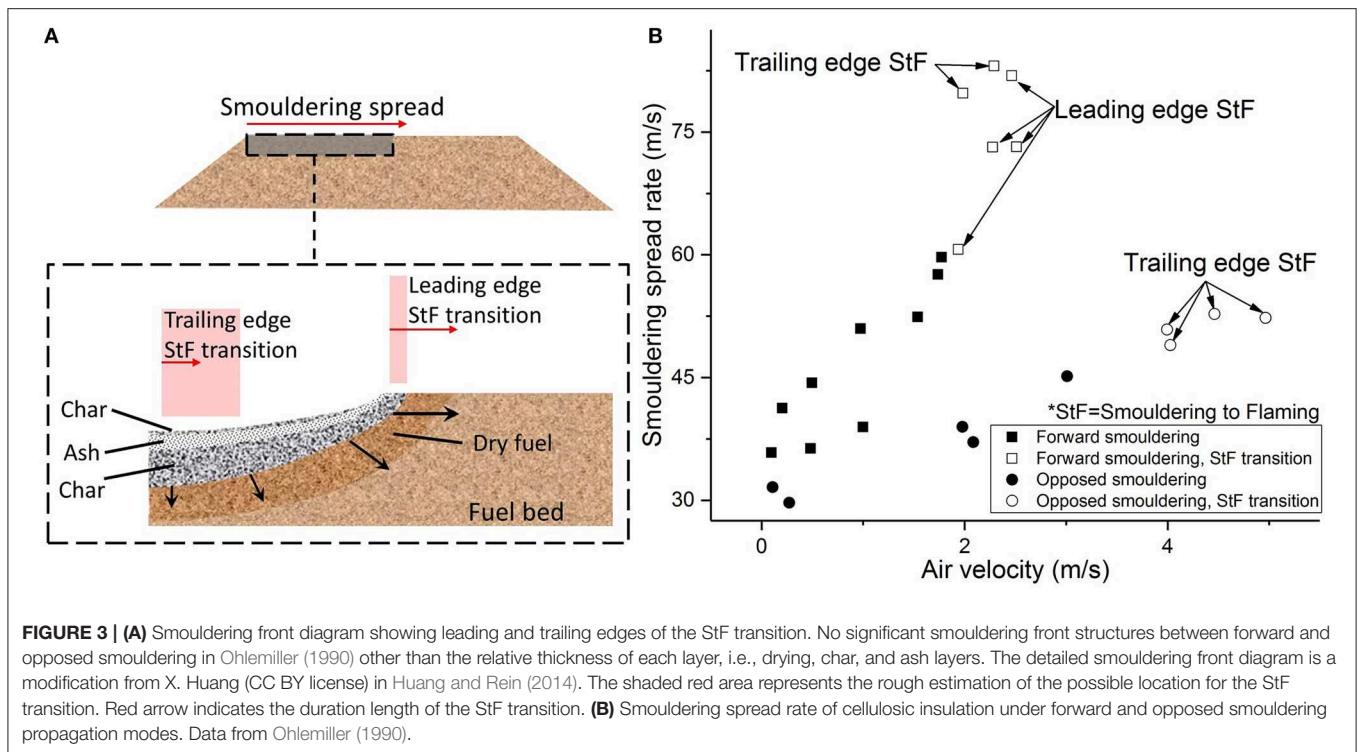 A
Smouldering spread
Trailing edge
StF transition
Leading edge
StF transition
Char
Ash
Char
Dry fuel
Fuel bed
B
Smouldering spread rate (m/s)
75
60
45
30
0
2
4
Air velocity (m/s)
Trailing edge StF
Leading edge StF
Trailing edge StF
*StF=Smouldering to Flaming
Forward smouldering
Forward smouldering, StF transition
Opposed smouldering
Opposed smouldering, StF transition
FIGURE 3 | (A) Smouldering front diagram showing leading and trailing edges of the StF transition. No significant smouldering front structures between forward and
opposed smouldering in Ohlemiller (1990) other than the relative thickness of each layer, i.e., drying, char, and ash layers. The detailed smouldering front diagram is a
modification from X. Huang (CC BY license) in Huang and Rein (2014). The shaded red area represents the rough estimation of the possible location for the StF
transition. Red arrow indicates the duration length of the StF transition. (B) Smouldering spread rate of cellulosic insulation under forward and opposed smouldering
propagation modes. Data from Ohlemiller (1990).